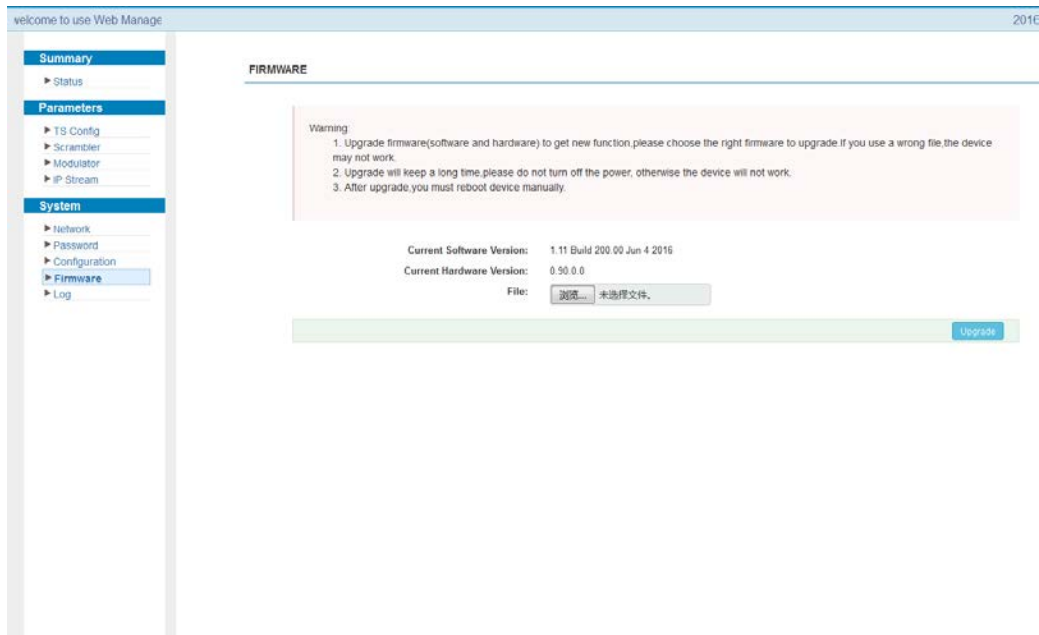 velcome to use Web Manage
2016
Summary
Status
Parameters
TS Config
Scrambler
Modulator
IP Stream
System
Network
Password
Configuration
Firmware
Log
FIRMWARE
Warning:
1. Upgrade firmware(software and hardware) to get new function,please choose the right firmware to upgrade.If you use a wrong file,the device
may not work.
2. Upgrade will keep a long time,please do not turn off the power, otherwise the device will not work.
3. After upgrade,you must reboot device manually.
Current Software Version: 1.11 Build 200.00 Jun 4 2016
Current Hardware Version: 0.90.0.0
File: 浏览... 未选择文件。
Upgrade